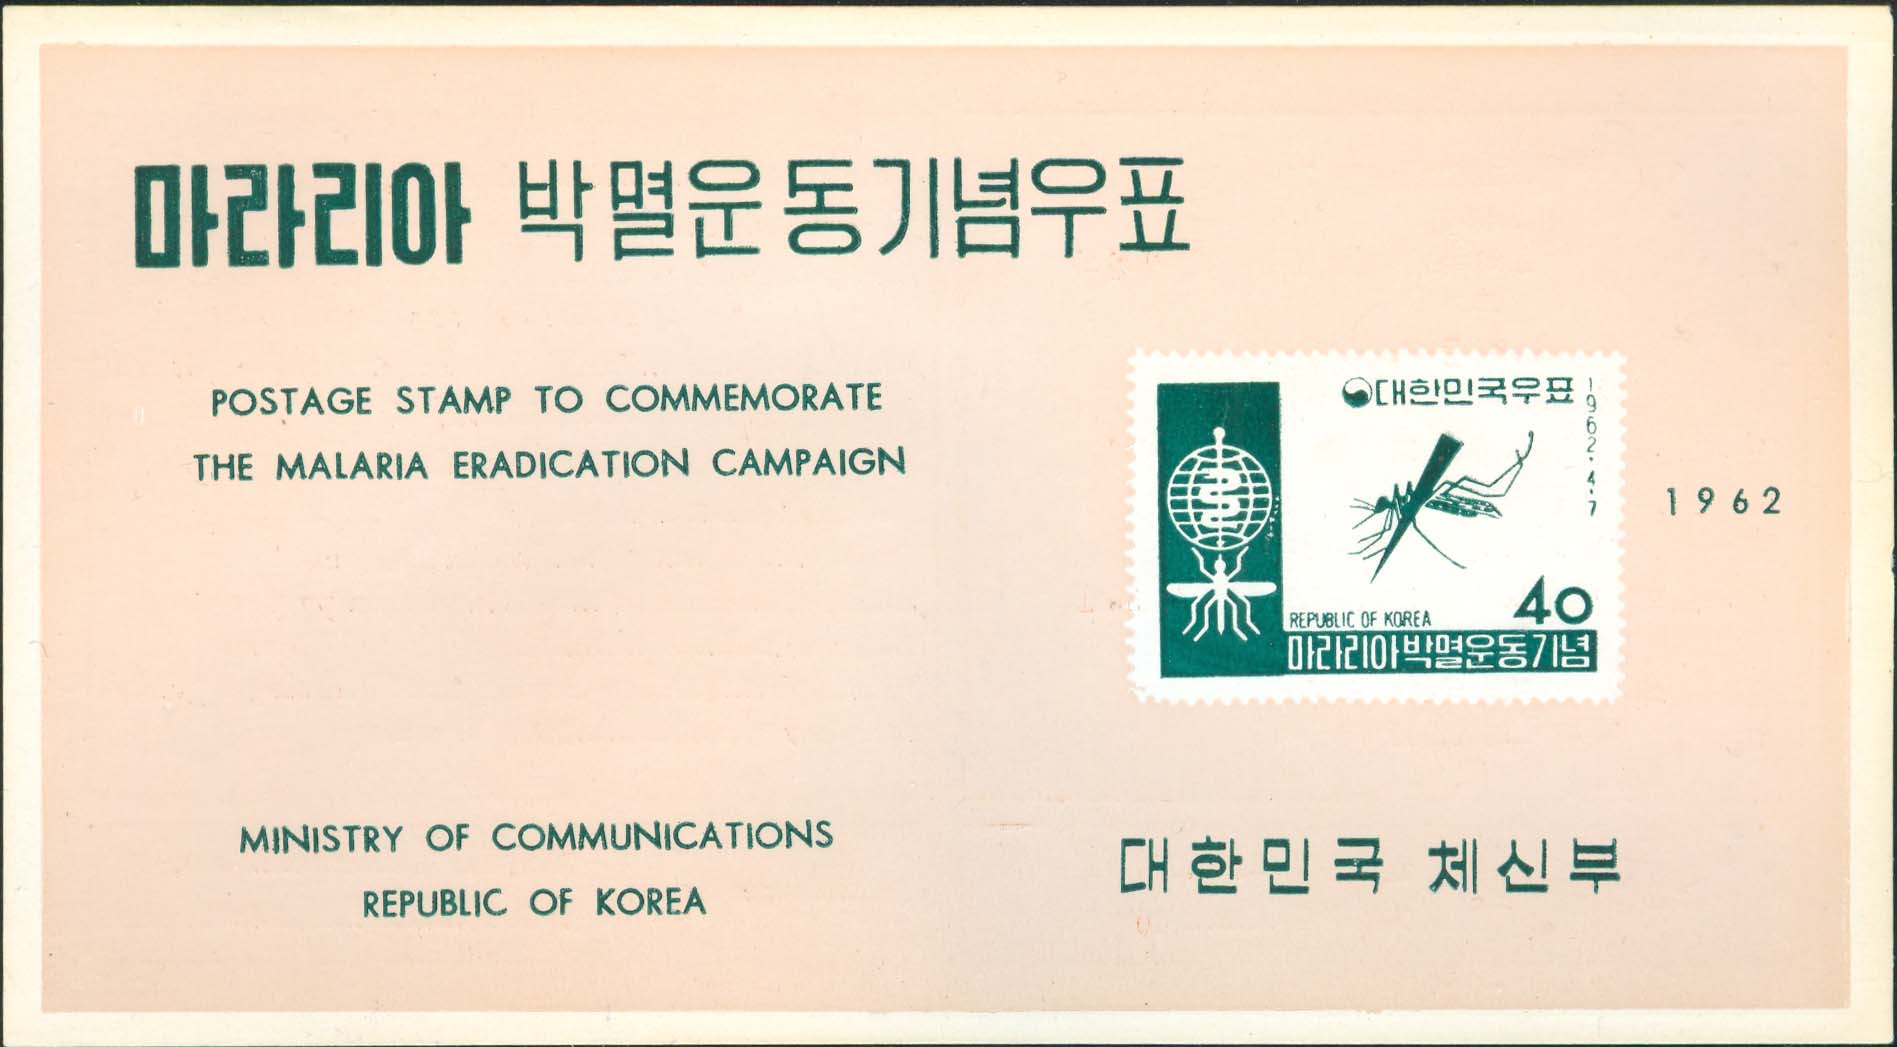 마라리아 박멸운동기념우표
POSTAGE STAMP TO COMMEMORATE
THE MALARIA ERADICATION CAMPAIGN
대한민국우표
1962.4.7
REPUBLIC OF KOREA
40
마라리아박멸운동기념
1962
MINISTRY OF COMMUNICATIONS
REPUBLIC OF KOREA
대한민국 체신부